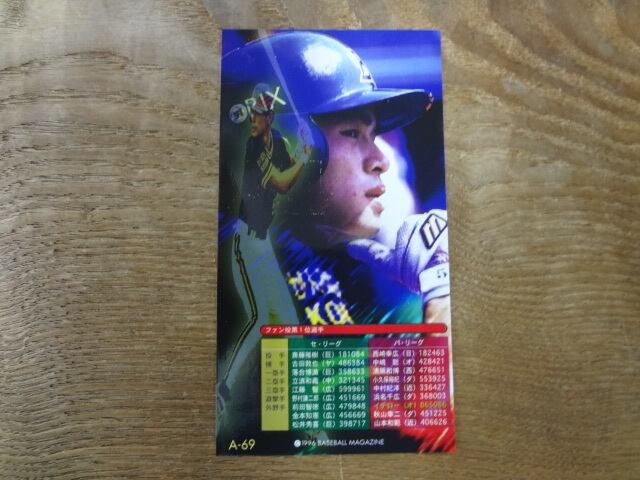 ORIX
m
5
ファン投票第1位選手
セ・リーグ パ・リーグ
投手 斎藤雅樹(巨) 181084 西崎幸広(日) 182463
捕手 古田敦也(ヤ) 486384 中嶋聡(オ) 428421
一塁手 落合博満(巨) 358633 清原和博(西) 476651
二塁手 立浪和義(中) 321345 小久保裕紀(ダ) 553925
三塁手 江藤智(広) 599961 中村紀洋(近) 336427
遊撃手 野村謙二郎(広) 451669 浜名千広(ダ) 368003
外野手 前田智徳(広) 479848 イチロー(オ) 865086
金本知憲(広) 456669 秋山幸二(ダ) 451225
松井秀喜(巨) 398717 山本和範(近) 406626
A-69
©1996 BASEBALL MAGAZINE